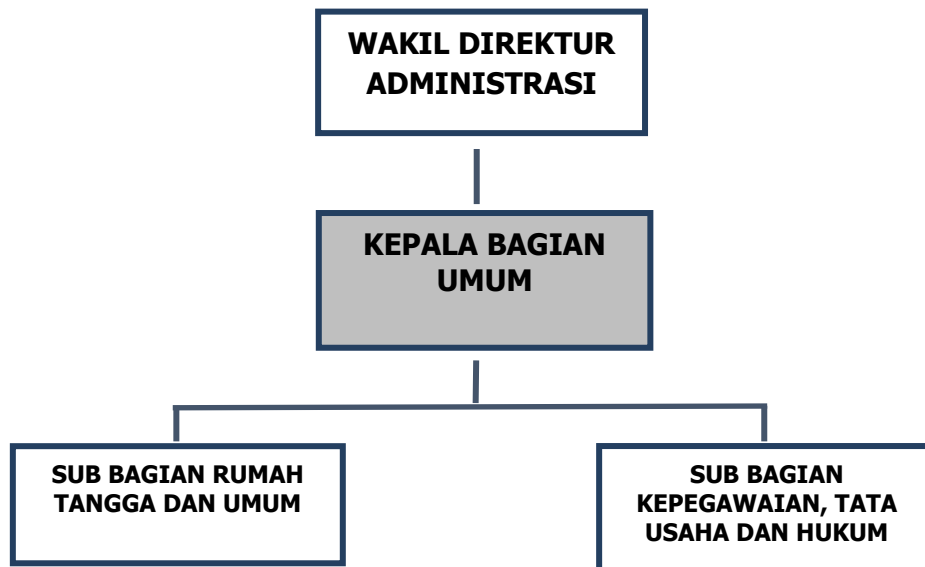 WAKIL DIREKTUR
ADMINISTRASI
KEPALA BAGIAN
UMUM
SUB BAGIAN RUMAH
TANGGA DAN UMUM
SUB BAGIAN
KEPEGAWAIAN, TATA
USAHA DAN HUKUM